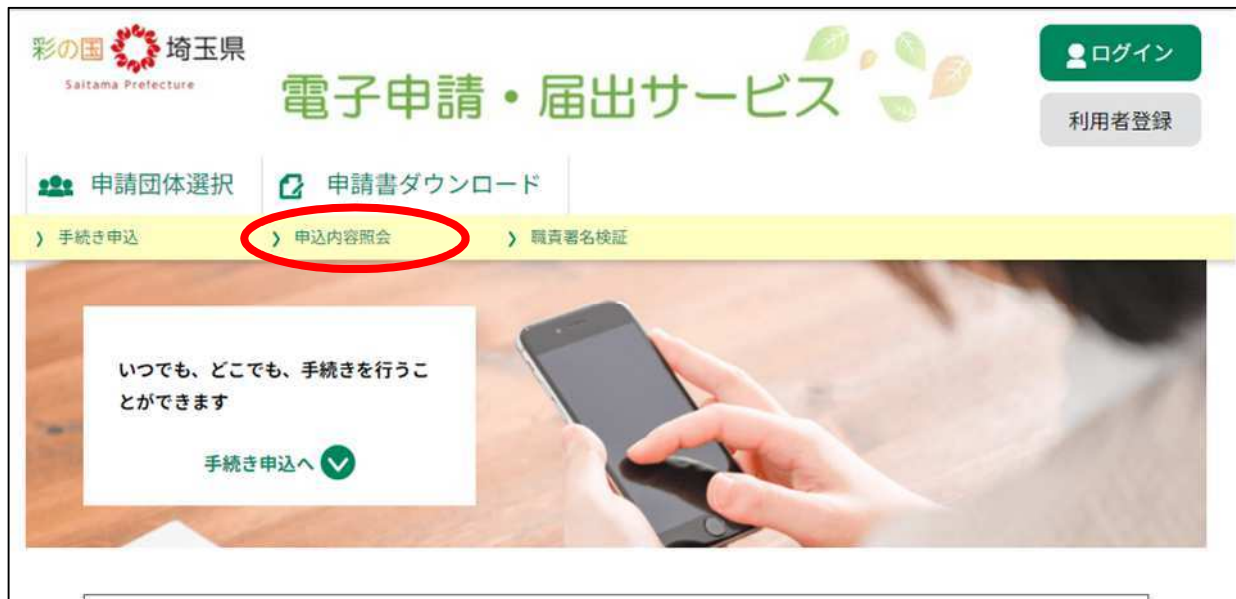 彩の国 埼玉県
Saitama Prefecture
電子申請・届出サービス
ログイン
利用者登録
申請団体選択
申請書ダウンロード
手続き申込
申込内容照会
職責署名検証
いつでも、どこでも、手続きを行うこ
とができます
手続き申込へ